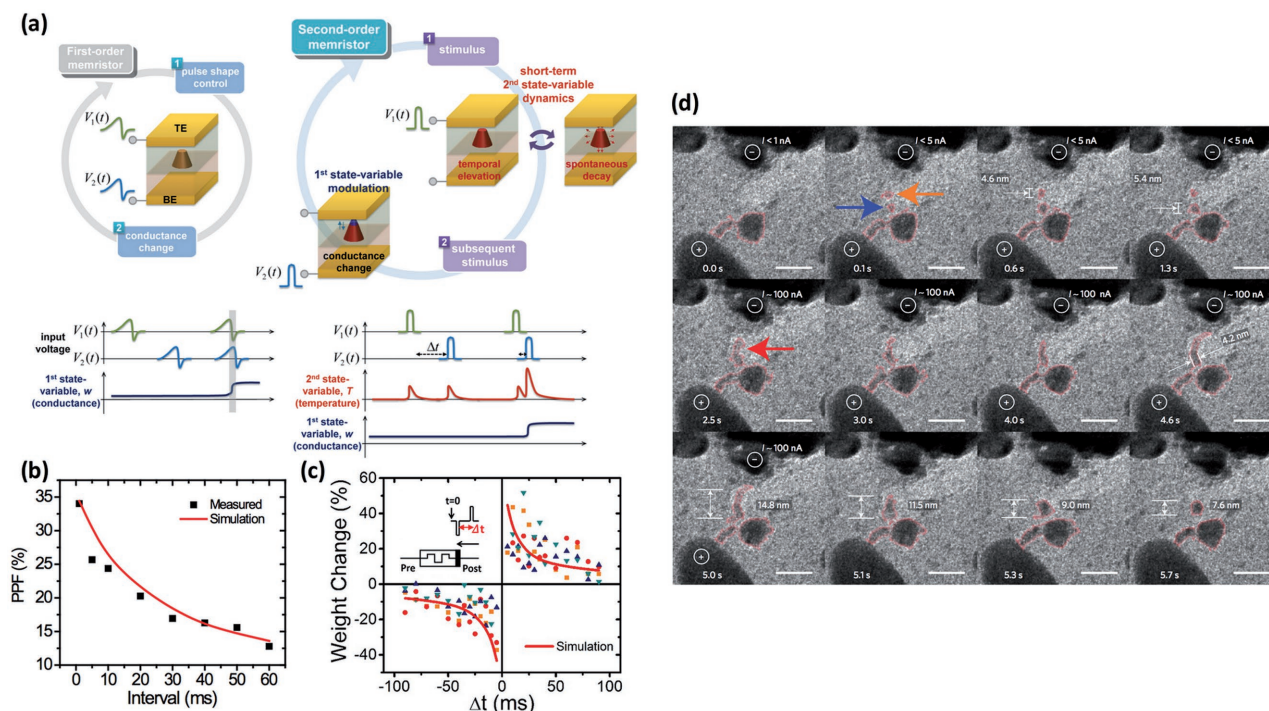 (a)
First-order
memristor
1
pulse shape
control
V₁(t)
TE
V₂(t)
BE
2
conductance
change
Second-order
memristor
1
stimulus
short-term
2nd state-variable
dynamics
V₁(t)
temporal
elevation
spontaneous
decay
1st state-variable
modulation
conductance
change
V₂(t)
2
subsequent
stimulus
input
voltage
V₁(t)
V₂(t)
1st state-
variable, w
(conductance)
V₁(t)
Δt
V₂(t)
2nd state-
variable, T
(temperature)
1st state-
variable, w
(conductance)
(b)
PPF (%)
35
30
25
20
15
10
Measured
Simulation
0 10 20 30 40 50 60
Interval (ms)
(c)
Weight Change (%)
60
40
20
0
-20
-40
t=0
Δt
Pre
Post
Simulation
-100 -50 0 50 100
Δt (ms)
(d)
I < 1 nA
−
+
0.0 s
I < 5 nA
−
+
0.1 s
I < 5 nA
−
4.6 nm
+
0.6 s
I < 5 nA
−
5.4 nm
+
1.3 s
I ~ 100 nA
−
+
2.5 s
I ~ 100 nA
−
+
3.0 s
I ~ 100 nA
−
+
4.0 s
I ~ 100 nA
−
4.2 nm
+
4.6 s
I ~ 100 nA
−
14.8 nm
+
5.0 s
11.5 nm
5.1 s
9.0 nm
5.3 s
7.6 nm
5.7 s